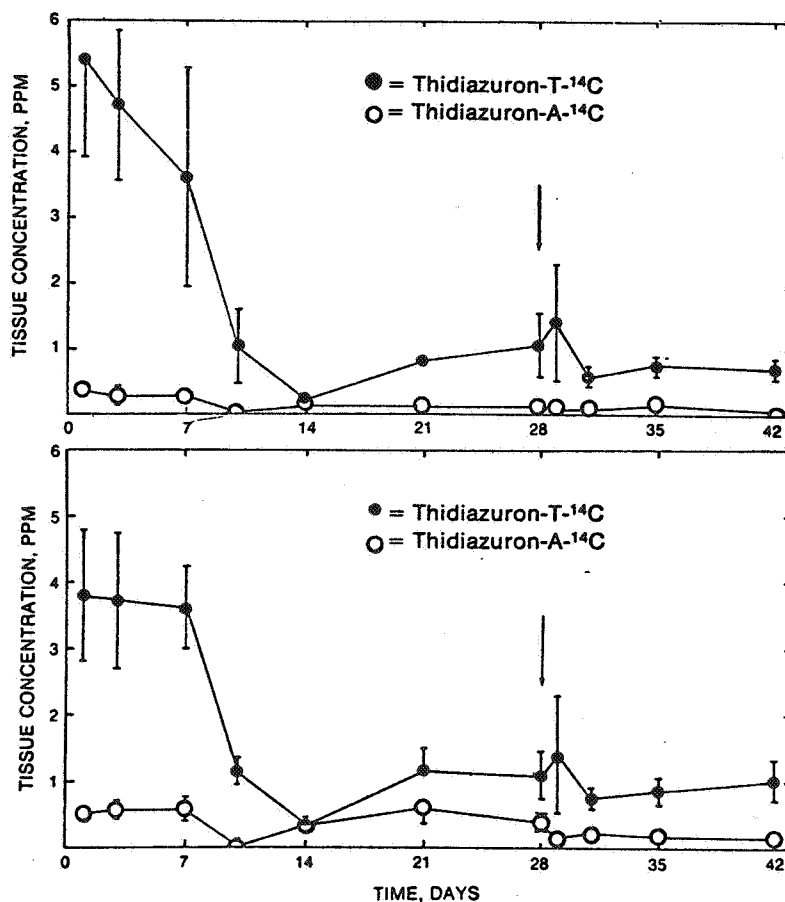 TISSUE CONCENTRATION, PPM
6
5
4
3
2
1
● = Thidiazuron-T-¹⁴C
○ = Thidiazuron-A-¹⁴C
0 7 14 21 28 35 42
TISSUE CONCENTRATION, PPM
6
5
4
3
2
1
● = Thidiazuron-T-¹⁴C
○ = Thidiazuron-A-¹⁴C
0 7 14 21 28 35 42
TIME, DAYS